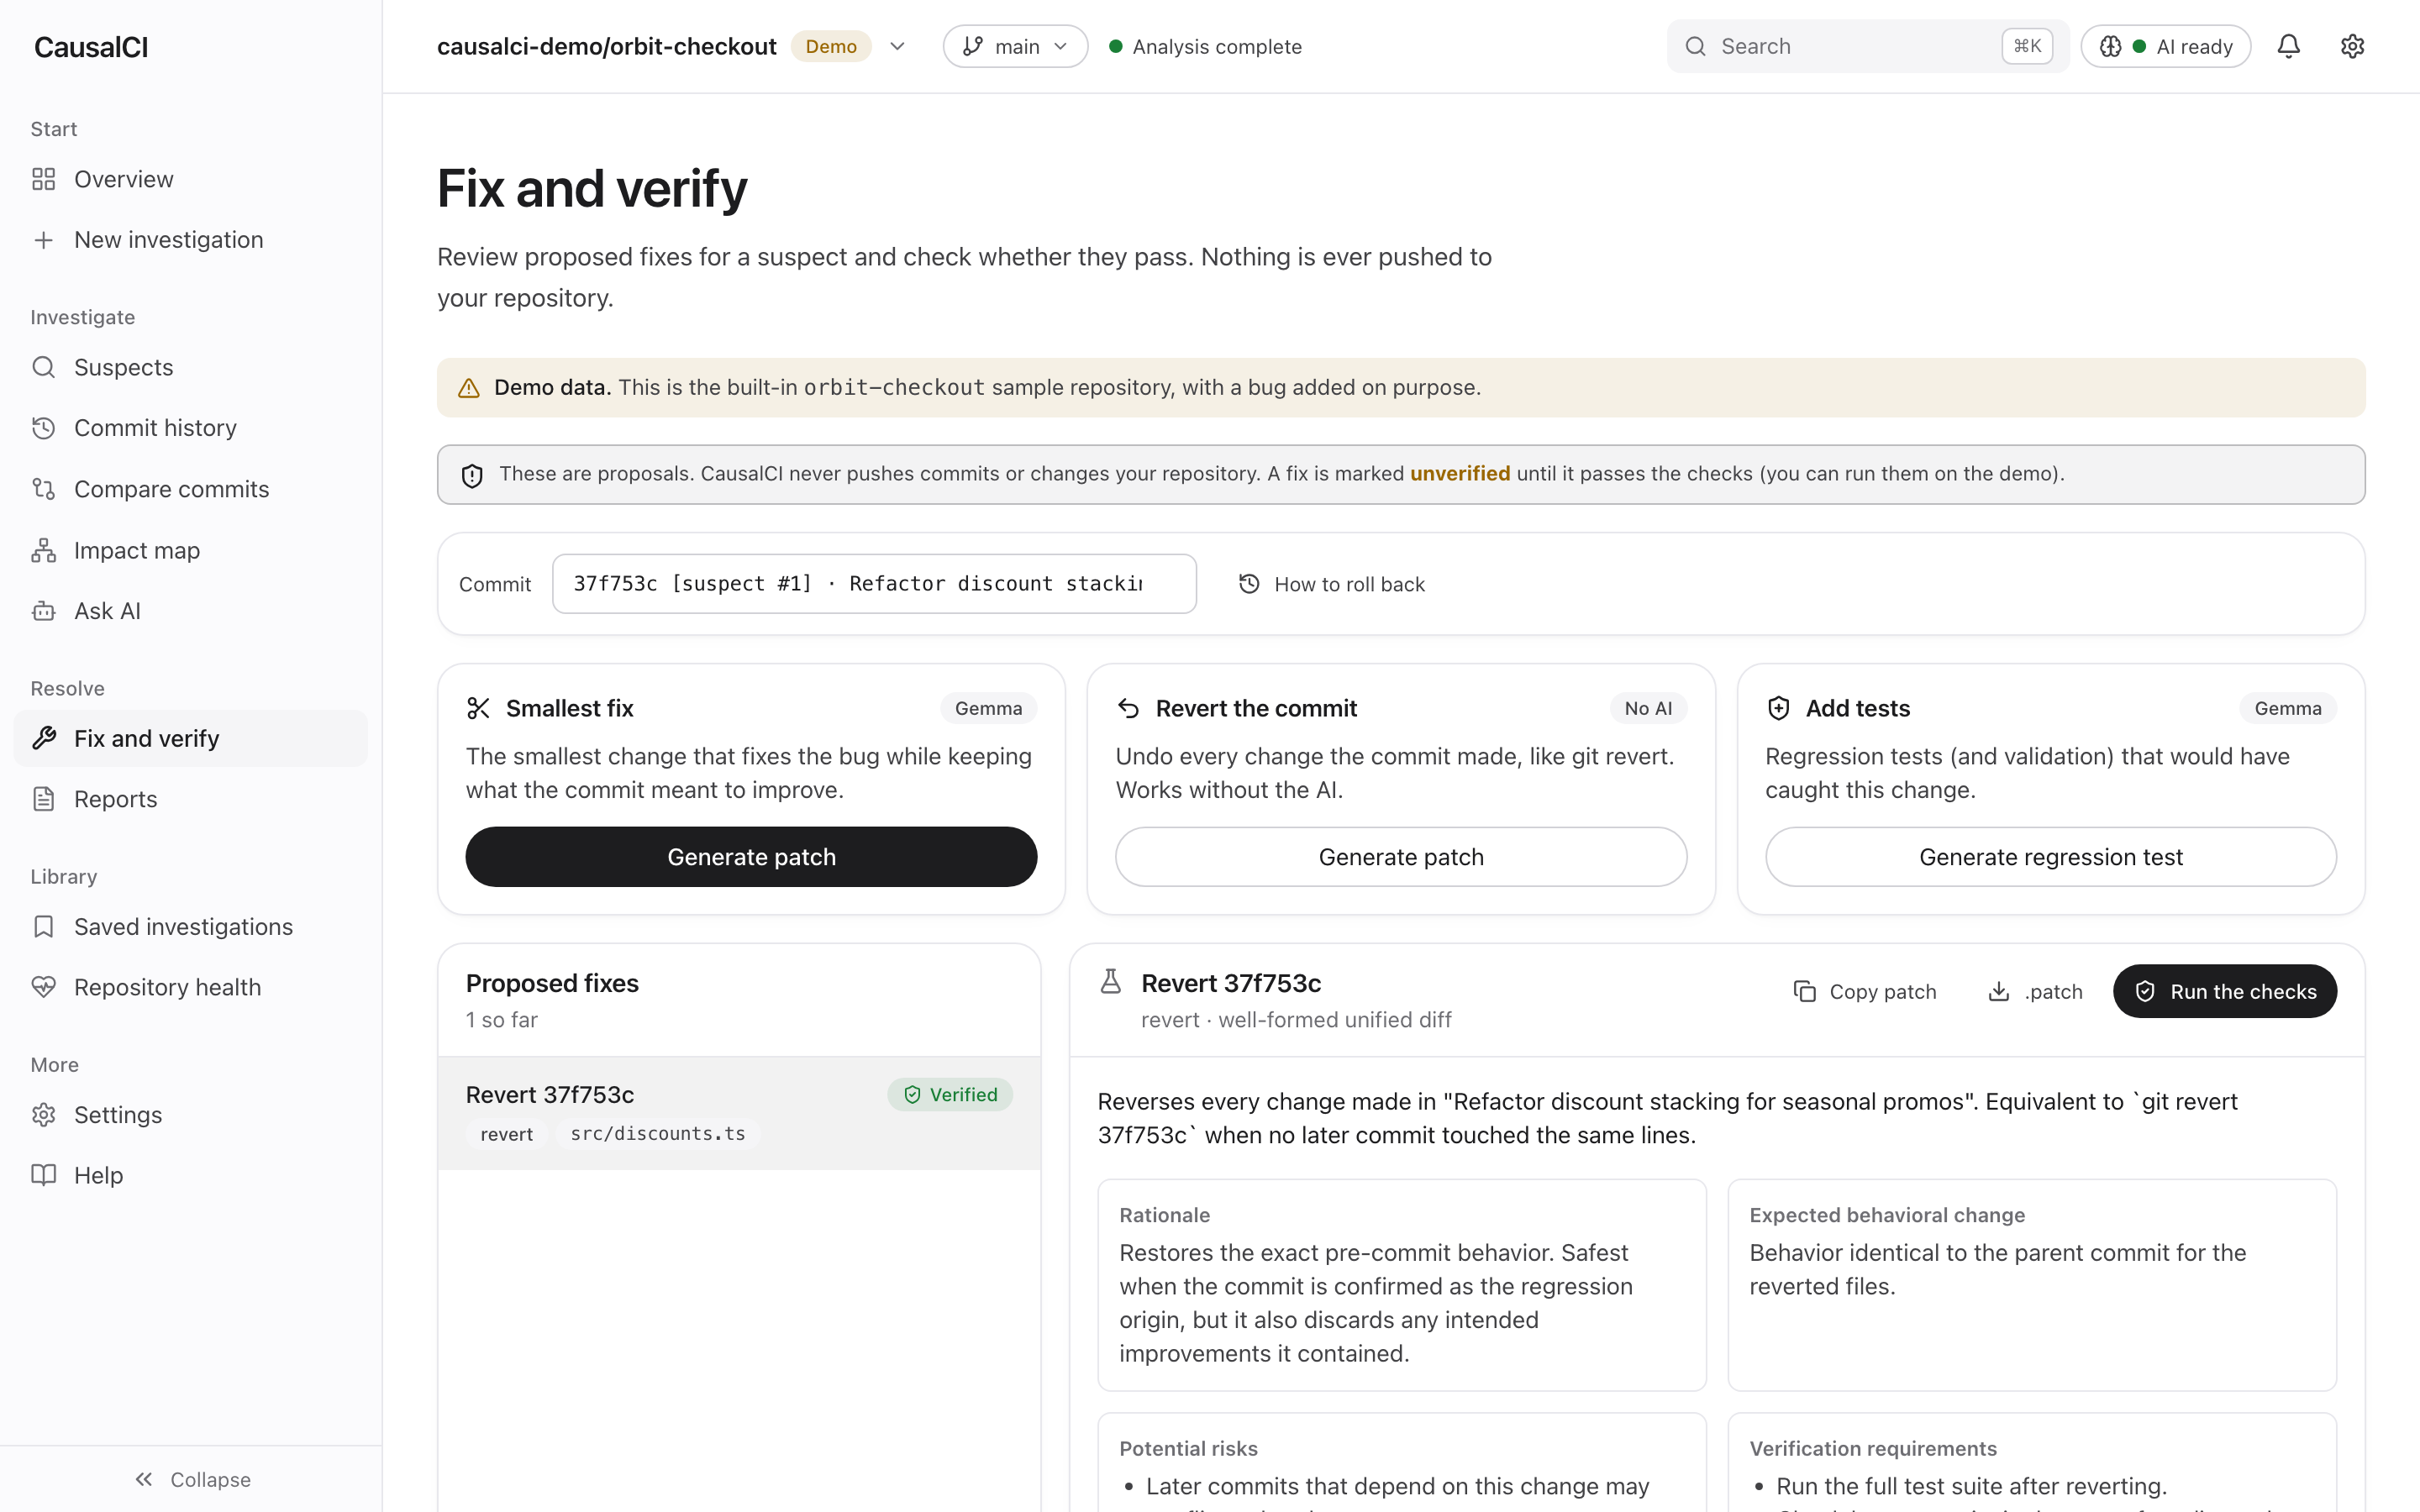 CausalCI
causalci-demo/orbit-checkout
Demo
main
Analysis complete
Search
⌘K
AI ready
Start
Overview
New investigation
Investigate
Suspects
Commit history
Compare commits
Impact map
Ask AI
Resolve
Fix and verify
Reports
Library
Saved investigations
Repository health
More
Settings
Help
Collapse
Fix and verify
Review proposed fixes for a suspect and check whether they pass. Nothing is ever pushed to
your repository.
Demo data. This is the built-in orbit-checkout sample repository, with a bug added on purpose.
These are proposals. CausalCI never pushes commits or changes your repository. A fix is marked unverified until it passes the checks (you can run them on the demo).
Commit
37f753c [suspect #1] · Refactor discount
How to roll back
Smallest fix
Gemma
The smallest change that fixes the bug while keeping
what the commit meant to improve.
Generate patch
Revert the commit
No AI
Undo every change the commit made, like git revert.
Works without the AI.
Generate patch
Add tests
Gemma
Regression tests (and validation) that would have
caught this change.
Generate regression test
Proposed fixes
1 so far
Revert 37f753c
Verified
revert
src/discounts.ts
Revert 37f753c
revert · well-formed unified diff
Copy patch
.patch
Run the checks
Reverses every change made in "Refactor discount stacking for seasonal promos". Equivalent to `git revert
37f753c` when no later commit touched the same lines.
Rationale
Restores the exact pre-commit behavior. Safest
when the commit is confirmed as the regression
origin, but it also discards any intended
improvements it contained.
Expected behavioral change
Behavior identical to the parent commit for the
reverted files.
Potential risks
• Later commits that depend on this change may
Verification requirements
• Run the full test suite after reverting.